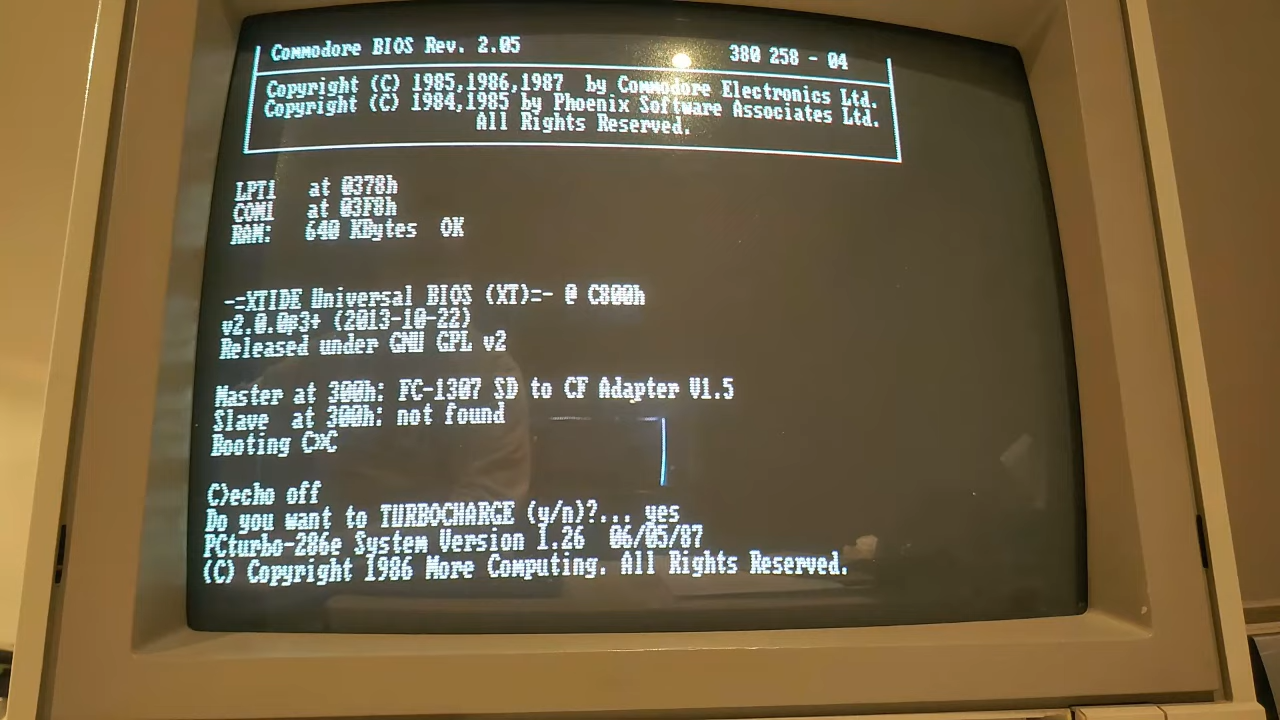 Commodore BIOS Rev. 2.05 380 258 - 04
Copyright (C) 1985,1986,1987 by Commodore Electronics Ltd.
Copyright (C) 1984,1985 by Phoenix Software Associates Ltd.
All Rights Reserved.
LPT1 at 0378h
COM1 at 03F8h
RAM: 640 KBytes OK
-=XTIDE Universal BIOS (XT)=- @ C800h
v2.0.0β3+ (2013-10-22)
Released under GNU GPL v2
Master at 300h: FC-1307 SD to CF Adapter V1.5
Slave at 300h: not found
Booting C»C
C>echo off
Do you want to TURBOCHARGE (y/n)?... yes
PCturbo-286e System Version 1.26 06/05/87
(C) Copyright 1986 More Computing. All Rights Reserved.